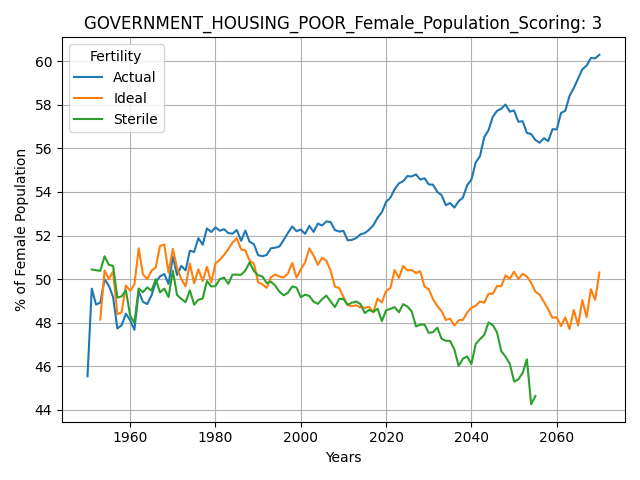 GOVERNMENT_HOUSING_POOR_Female_Population_Scoring: 3
Fertility
Actual
Ideal
Sterile
% of Female Population
60
58
56
54
52
50
48
46
44
1960
1980
2000
2020
2040
2060
Years